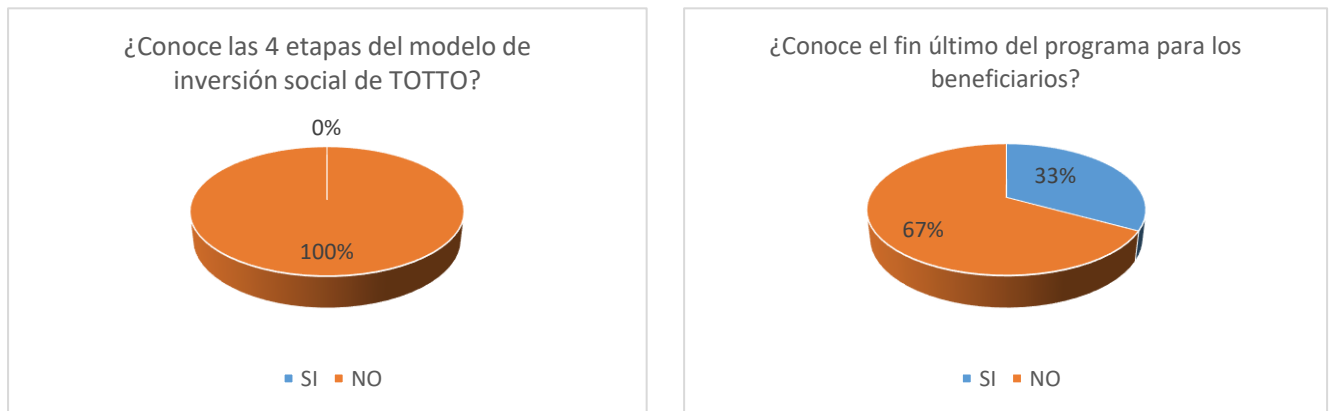 ¿Conoce las 4 etapas del modelo de
inversión social de TOTTO?
0%
100%
SI NO
¿Conoce el fin último del programa para los
beneficiarios?
33%
67%
SI NO